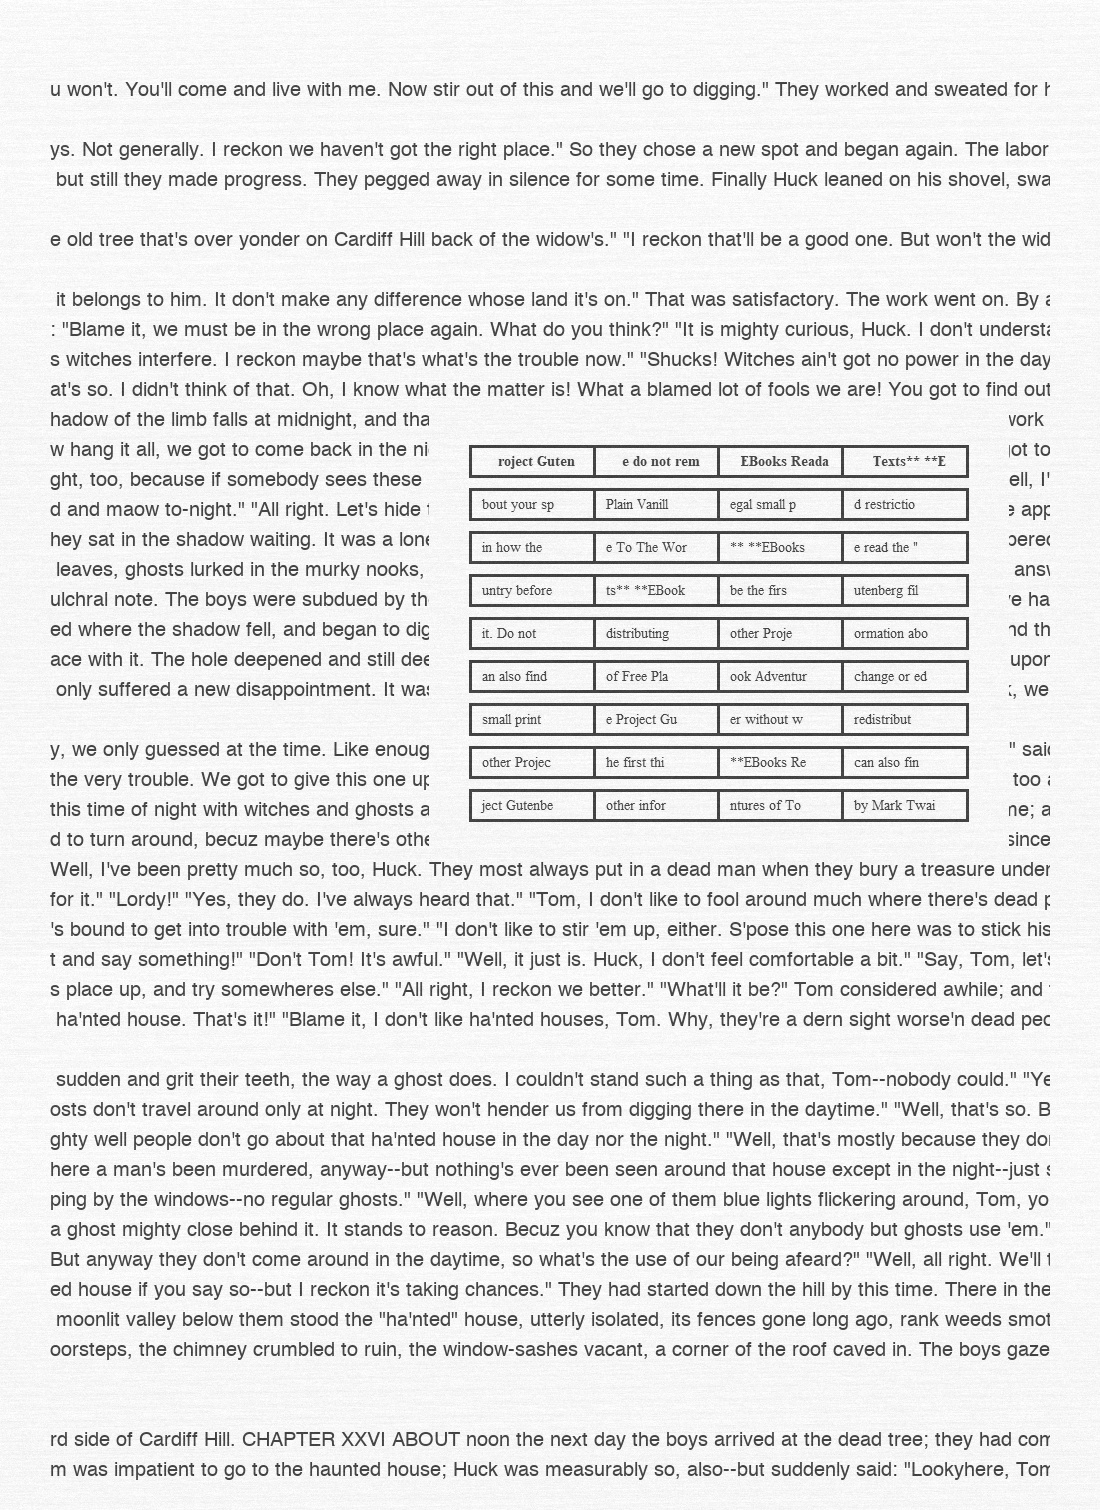 u won't. You'll come and live with me. Now stir out of this and we'll go to digging." They worked and sweated for h
ys. Not generally. I reckon we haven't got the right place." So they chose a new spot and began again. The labor
but still they made progress. They pegged away in silence for some time. Finally Huck leaned on his shovel, swa
e old tree that's over yonder on Cardiff Hill back of the widow's." "I reckon that'll be a good one. But won't the wid
it belongs to him. It don't make any difference whose land it's on." That was satisfactory. The work went on. By a
: "Blame it, we must be in the wrong place again. What do you think?" "It is mighty curious, Huck. I don't understa
s witches interfere. I reckon maybe that's what's the trouble now." "Shucks! Witches ain't got no power in the day
at's so. I didn't think of that. Oh, I know what the matter is! What a blamed lot of fools we are! You got to find out
hadow of the limb falls at midnight, and tha work
w hang it all, we got to come back in the ni got to
ght, too, because if somebody sees these ell, I'
d and maow to-night." "All right. Let's hide t e app
hey sat in the shadow waiting. It was a lone pered
leaves, ghosts lurked in the murky nooks, answ
ulchral note. The boys were subdued by the ve ha
ed where the shadow fell, and began to dig nd th
ace with it. The hole deepened and still dee upon
only suffered a new disappointment. It was k, we
y, we only guessed at the time. Like enoug " said
the very trouble. We got to give this one up too a
this time of night with witches and ghosts a ne; a
d to turn around, becuz maybe there's othe since
roject Guten e do not rem EBooks Reada Texts** **E
bout your sp Plain Vanill egal small p d restrictio
in how the e To The Wor ** **EBooks e read the "
untry before ts** **EBook be the firs utenberg fil
it. Do not distributing other Proje ormation abo
an also find of Free Pla ook Adventur change or ed
small print e Project Gu er without w redistribut
other Projec he first thi **EBooks Re can also fin
ject Gutenbe other infor ntures of To by Mark Twai
Well, I've been pretty much so, too, Huck. They most always put in a dead man when they bury a treasure under
for it." "Lordy!" "Yes, they do. I've always heard that." "Tom, I don't like to fool around much where there's dead p
's bound to get into trouble with 'em, sure." "I don't like to stir 'em up, either. S'pose this one here was to stick his
t and say something!" "Don't Tom! It's awful." "Well, it just is. Huck, I don't feel comfortable a bit." "Say, Tom, let's
s place up, and try somewheres else." "All right, I reckon we better." "What'll it be?" Tom considered awhile; and t
ha'nted house. That's it!" "Blame it, I don't like ha'nted houses, Tom. Why, they're a dern sight worse'n dead peo
sudden and grit their teeth, the way a ghost does. I couldn't stand such a thing as that, Tom--nobody could." "Ye
osts don't travel around only at night. They won't hender us from digging there in the daytime." "Well, that's so. B
ghty well people don't go about that ha'nted house in the day nor the night." "Well, that's mostly because they don
here a man's been murdered, anyway--but nothing's ever been seen around that house except in the night--just s
ping by the windows--no regular ghosts." "Well, where you see one of them blue lights flickering around, Tom, yo
a ghost mighty close behind it. It stands to reason. Becuz you know that they don't anybody but ghosts use 'em."
But anyway they don't come around in the daytime, so what's the use of our being afeard?" "Well, all right. We'll t
ed house if you say so--but I reckon it's taking chances." They had started down the hill by this time. There in the
moonlit valley below them stood the "ha'nted" house, utterly isolated, its fences gone long ago, rank weeds smot
oorsteps, the chimney crumbled to ruin, the window-sashes vacant, a corner of the roof caved in. The boys gaze
rd side of Cardiff Hill. CHAPTER XXVI ABOUT noon the next day the boys arrived at the dead tree; they had com
m was impatient to go to the haunted house; Huck was measurably so, also--but suddenly said: "Lookyhere, Tom